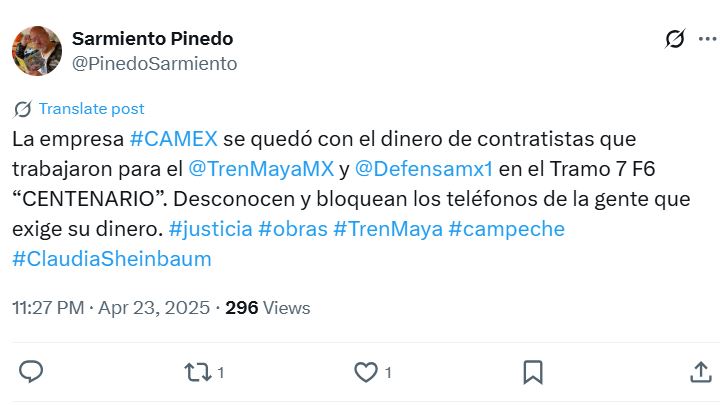 Sarmiento Pinedo
@PinedoSarmiento
Translate post
La empresa #CAMEX se quedó con el dinero de contratistas que
trabajaron para el @TrenMayaMX y @Defensamx1 en el Tramo 7 F6
“CENTENARIO”. Desconocen y bloquean los teléfonos de la gente que
exige su dinero. #justicia #obras #TrenMaya #campeche
#ClaudiaSheinbaum
11:27 PM · Apr 23, 2025 · 296 Views
1
1